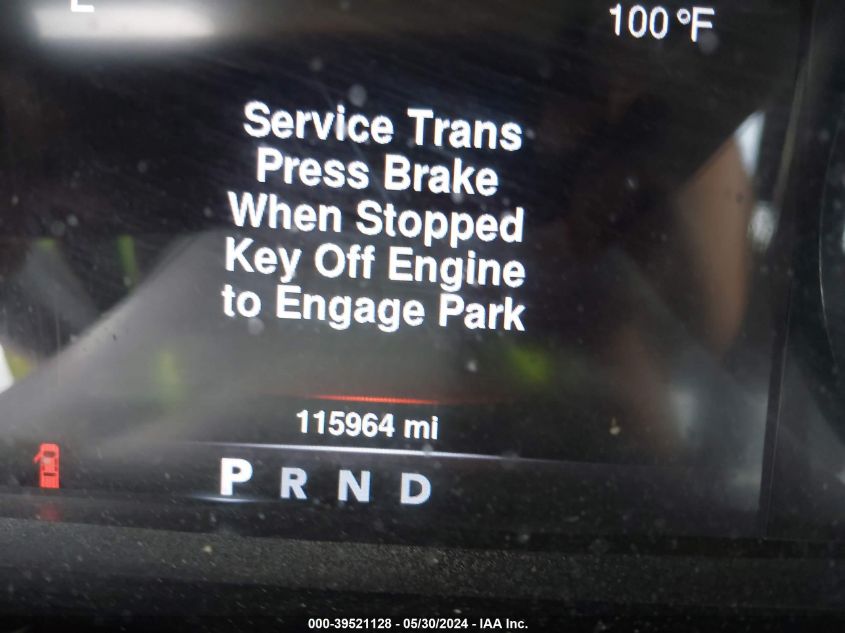 E
100 °F
Service Trans
Press Brake
When Stopped
Key Off Engine
to Engage Park
115964 mi
P R N D
000-39521128 - 05/30/2024 - IAA Inc.